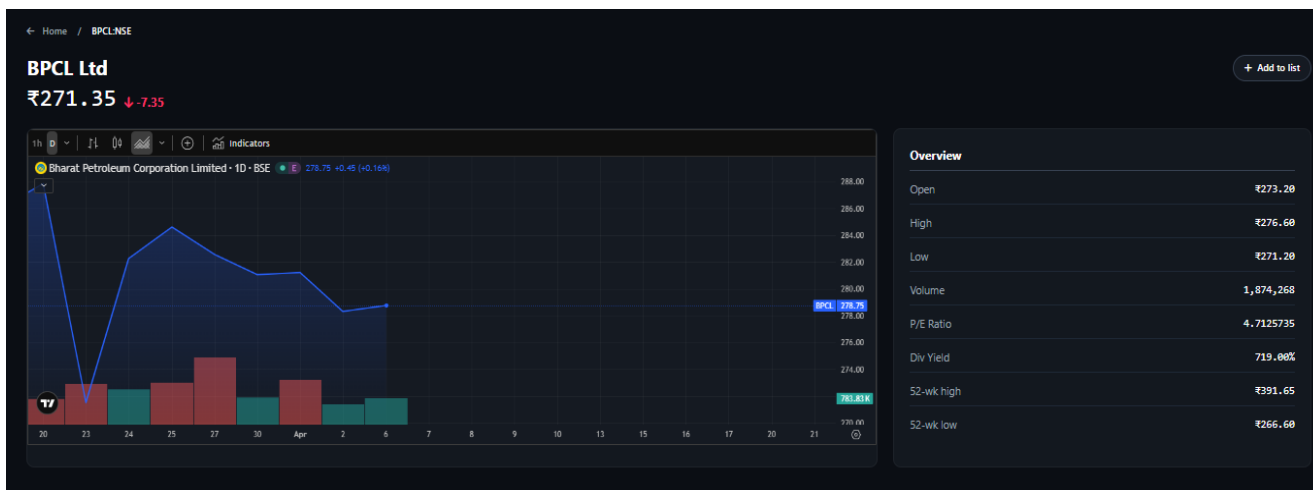 ← Home / BPCL:NSE
BPCL Ltd
+ Add to list
₹271.35 ↓ -7.35
1h D Indicators
Bharat Petroleum Corporation Limited · 1D · BSE E 278.75 +0.45 (+0.16%)
288.00
286.00
284.00
282.00
280.00
BPCL 278.75
278.00
276.00
274.00
783.83 K
270.00
20 23 24 25 27 30 Apr 2 6 7 8 9 10 13 15 16 17 20 21
Overview
Open ₹273.20
High ₹276.60
Low ₹271.20
Volume 1,874,268
P/E Ratio 4.7125735
Div Yield 719.00%
52-wk high ₹391.65
52-wk low ₹266.60